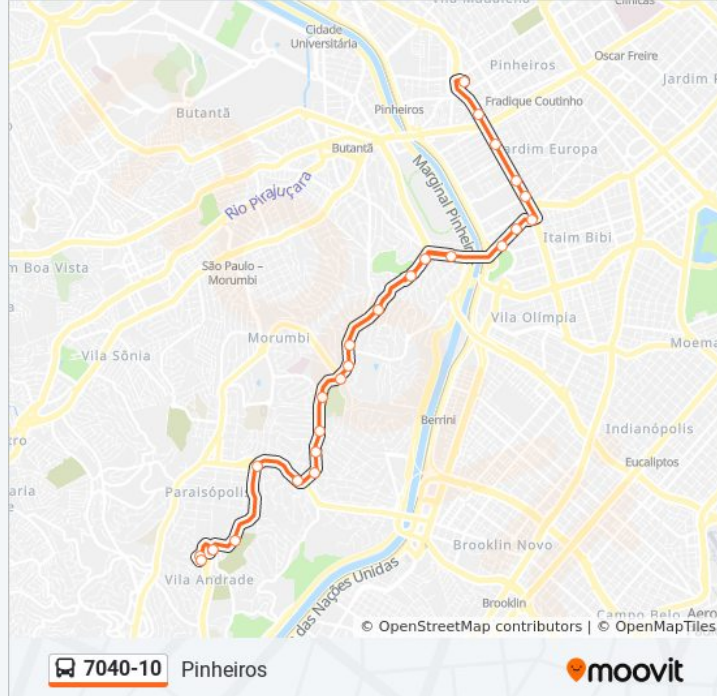 Cidade
Universitária
Oscar Freire
Pinheiros
Jardim
Fradique Coutinho
Butantã
Pinheiros
Butantã
Jardim Europa
Marginal Pinheir
Rio Pirajuçara
Itaim Bibi
m Boa Vista
São Paulo –
Morumbi
Vila Olímpia
Morumbi
Moema
Vila Sônia
Berrini
Indianópolis
Eucaliptos
Paraisópolis
Brooklin Novo
Vila Andrade
das Nações Unidas
Brooklin
Campo Belo
Aero
© OpenStreetMap contributors | © OpenMapTiles
7040-10 Pinheiros
moovit